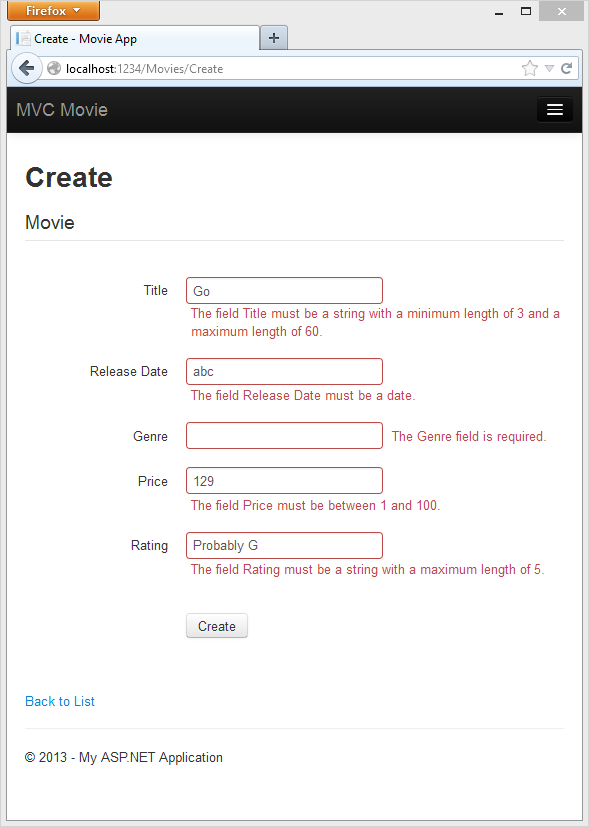 Firefox
Create - Movie App
localhost:1234/Movies/Create
MVC Movie
Create
Movie
Title
Go
The field Title must be a string with a minimum length of 3 and a
maximum length of 60.
Release Date
abc
The field Release Date must be a date.
Genre
The Genre field is required.
Price
129
The field Price must be between 1 and 100.
Rating
Probably G
The field Rating must be a string with a maximum length of 5.
Create
Back to List
© 2013 - My ASP.NET Application